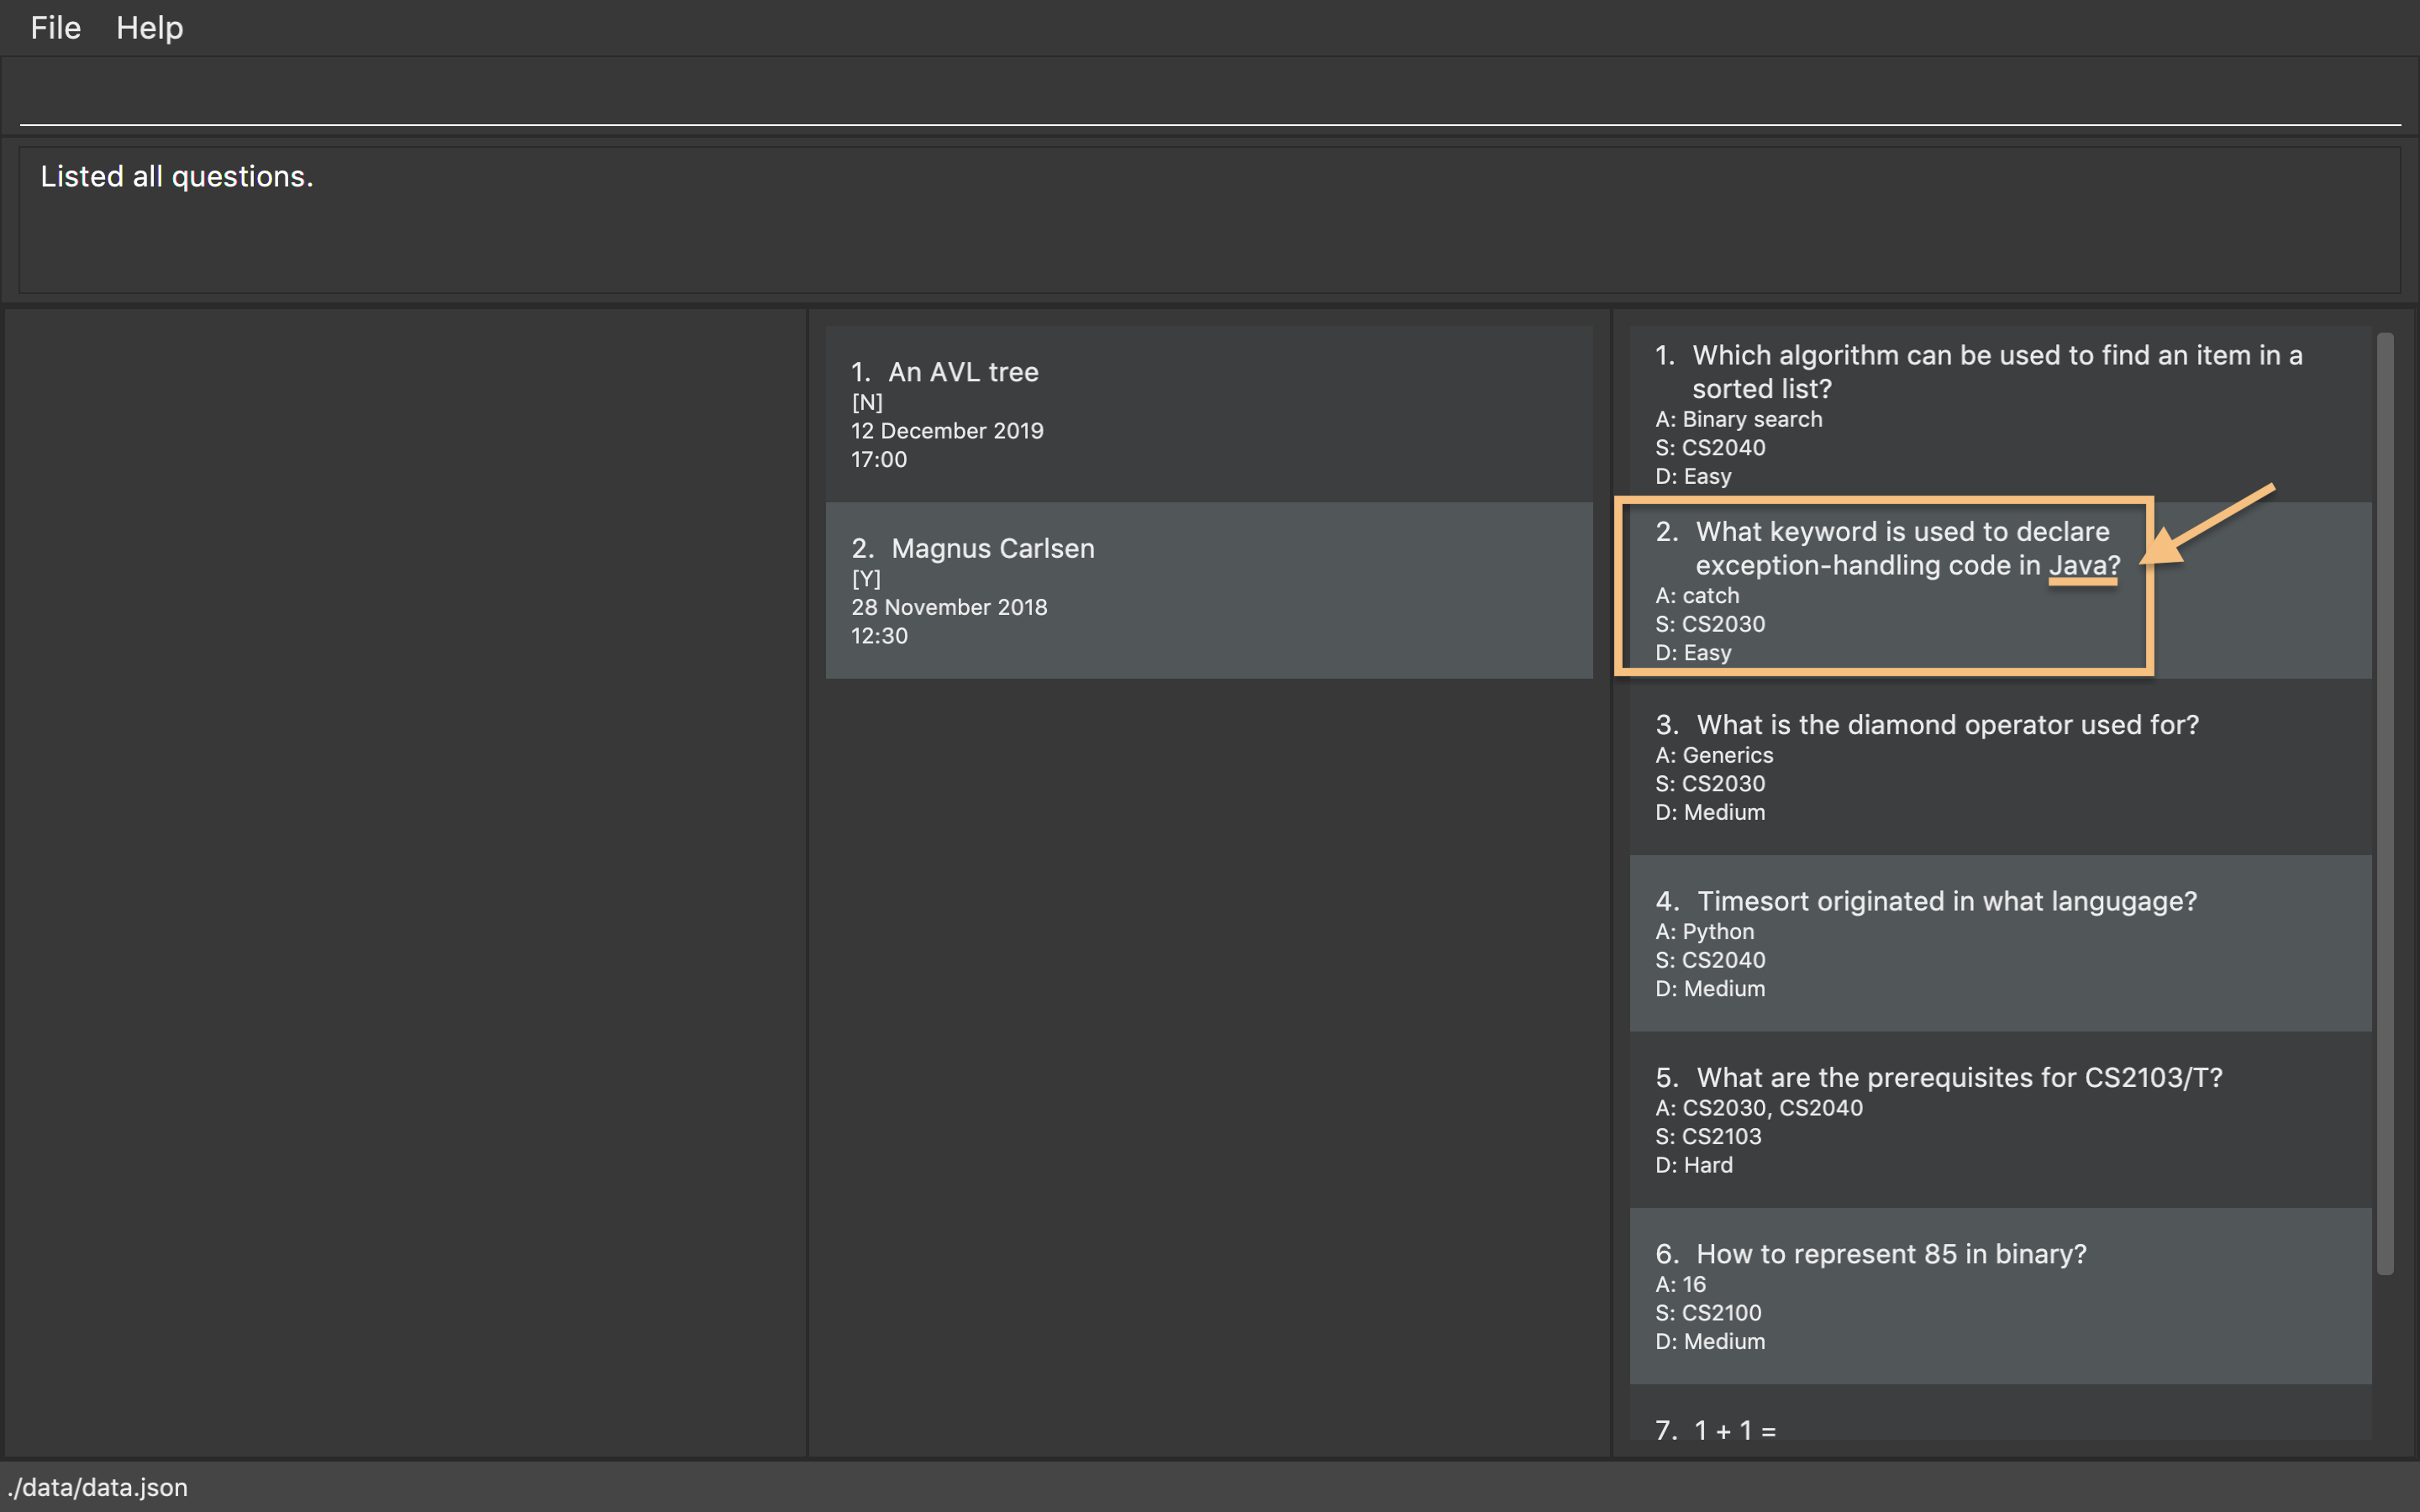 File Help
Listed all questions.
1. An AVL tree
[N]
12 December 2019
17:00
2. Magnus Carlsen
[Y]
28 November 2018
12:30
1. Which algorithm can be used to find an item in a
sorted list?
A: Binary search
S: CS2040
D: Easy
2. What keyword is used to declare
exception-handling code in Java?
A: catch
S: CS2030
D: Easy
3. What is the diamond operator used for?
A: Generics
S: CS2030
D: Medium
4. Timesort originated in what langugage?
A: Python
S: CS2040
D: Medium
5. What are the prerequisites for CS2103/T?
A: CS2030, CS2040
S: CS2103
D: Hard
6. How to represent 85 in binary?
A: 16
S: CS2100
D: Medium
7. 1 + 1 =
./data/data.json